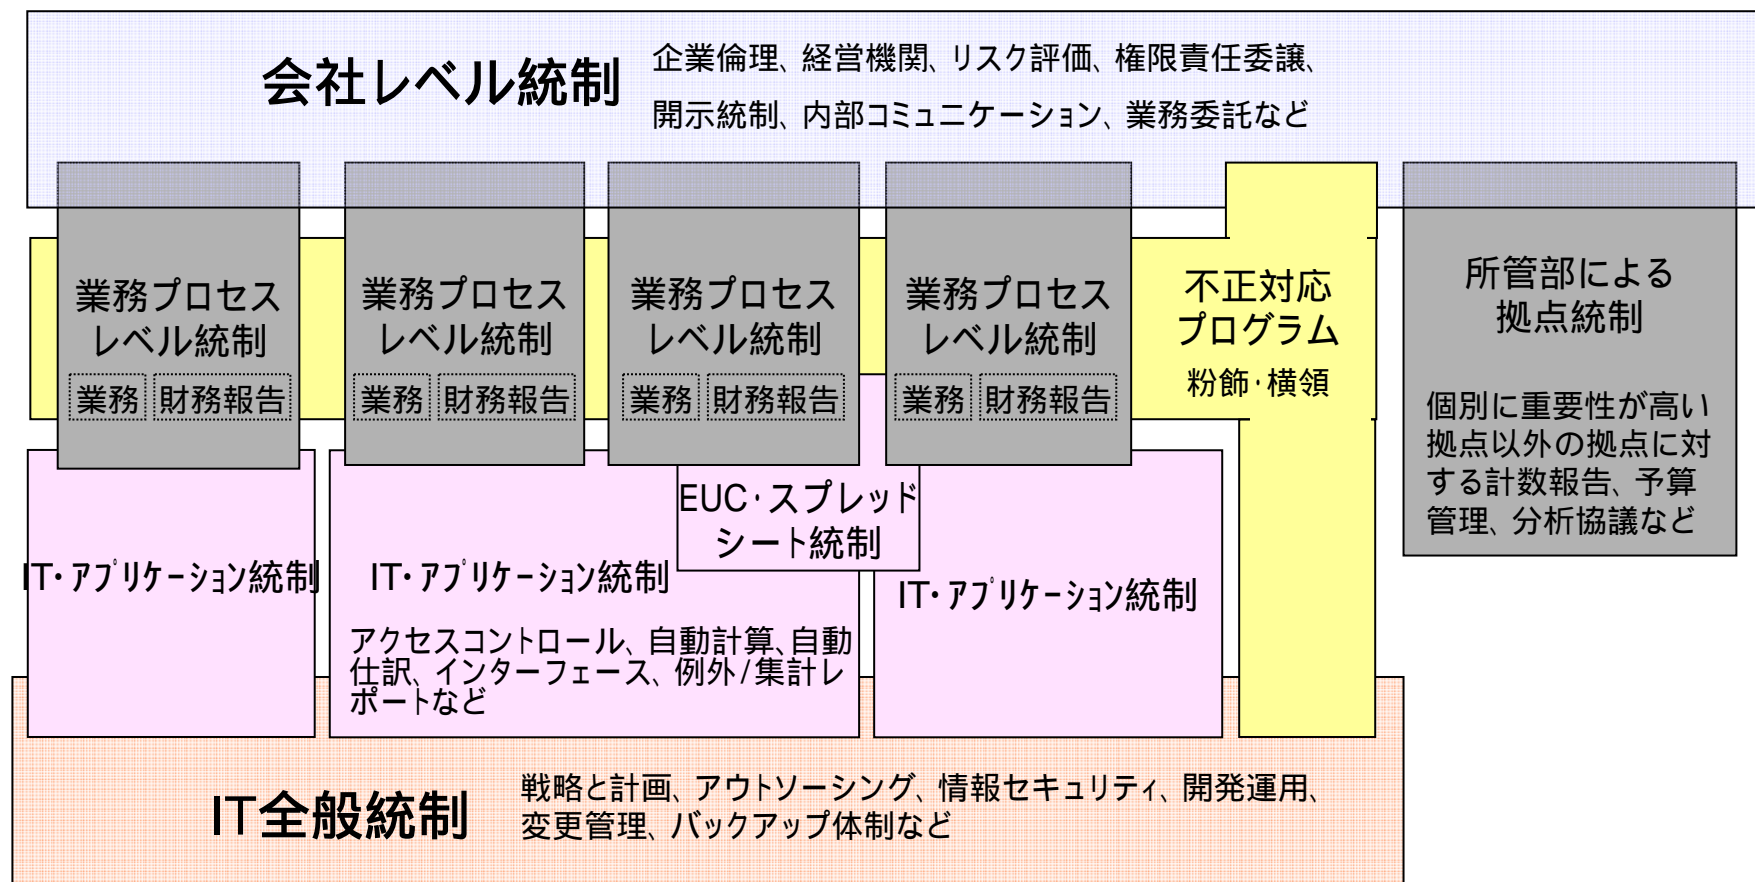 会社レベル統制
企業倫理、経営機関、リスク評価、権限責任委譲、
開示統制、内部コミュニケーション、業務委託など
業務プロセス
レベル統制
業務 財務報告
業務プロセス
レベル統制
業務 財務報告
業務プロセス
レベル統制
業務 財務報告
業務プロセス
レベル統制
業務 財務報告
不正対応
プログラム
粉飾・横領
所管部による
拠点統制
個別に重要性が高い
拠点以外の拠点に対
する計数報告、予算
管理、分析協議など
EUC・スプレッド
シート統制
IT・アプリケーション統制
IT・アプリケーション統制
アクセスコントロール、自動計算、自動
仕訳、インターフェース、例外/集計レ
ポートなど
IT・アプリケーション統制
IT全般統制
戦略と計画、アウトソーシング、情報セキュリティ、開発運用、
変更管理、バックアップ体制など